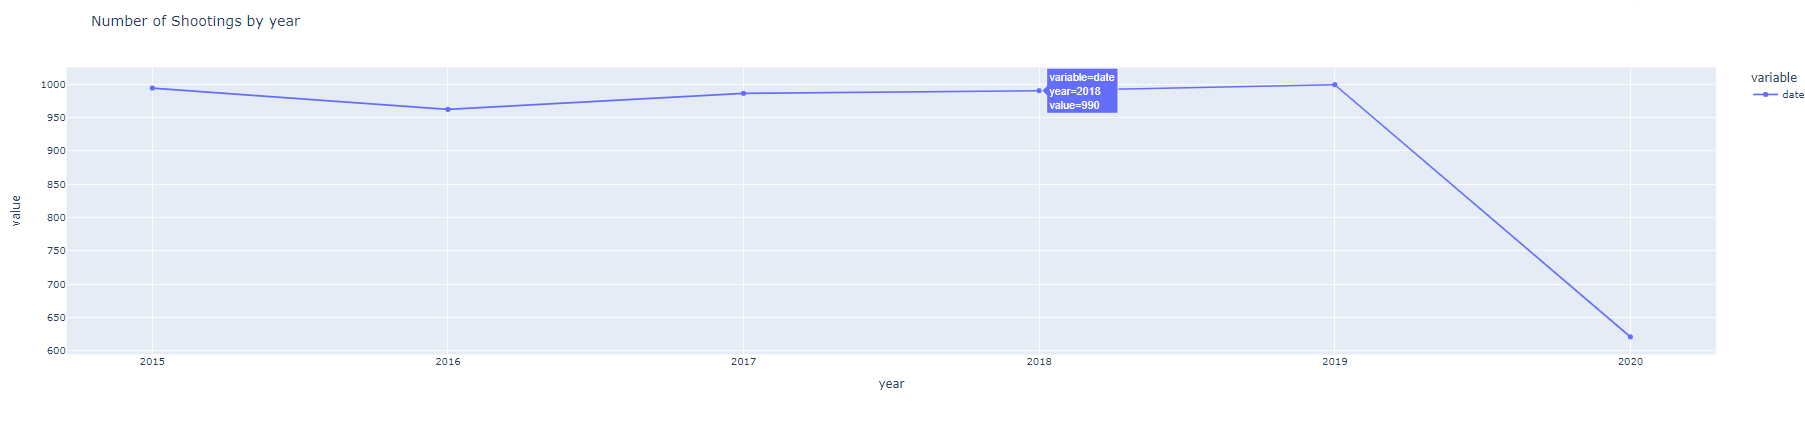 Number of Shootings by year
value
1000
950
900
850
800
750
700
650
600
variable=date
year=2018
value=990
2015
2016
2017
2018
2019
2020
year
variable
date